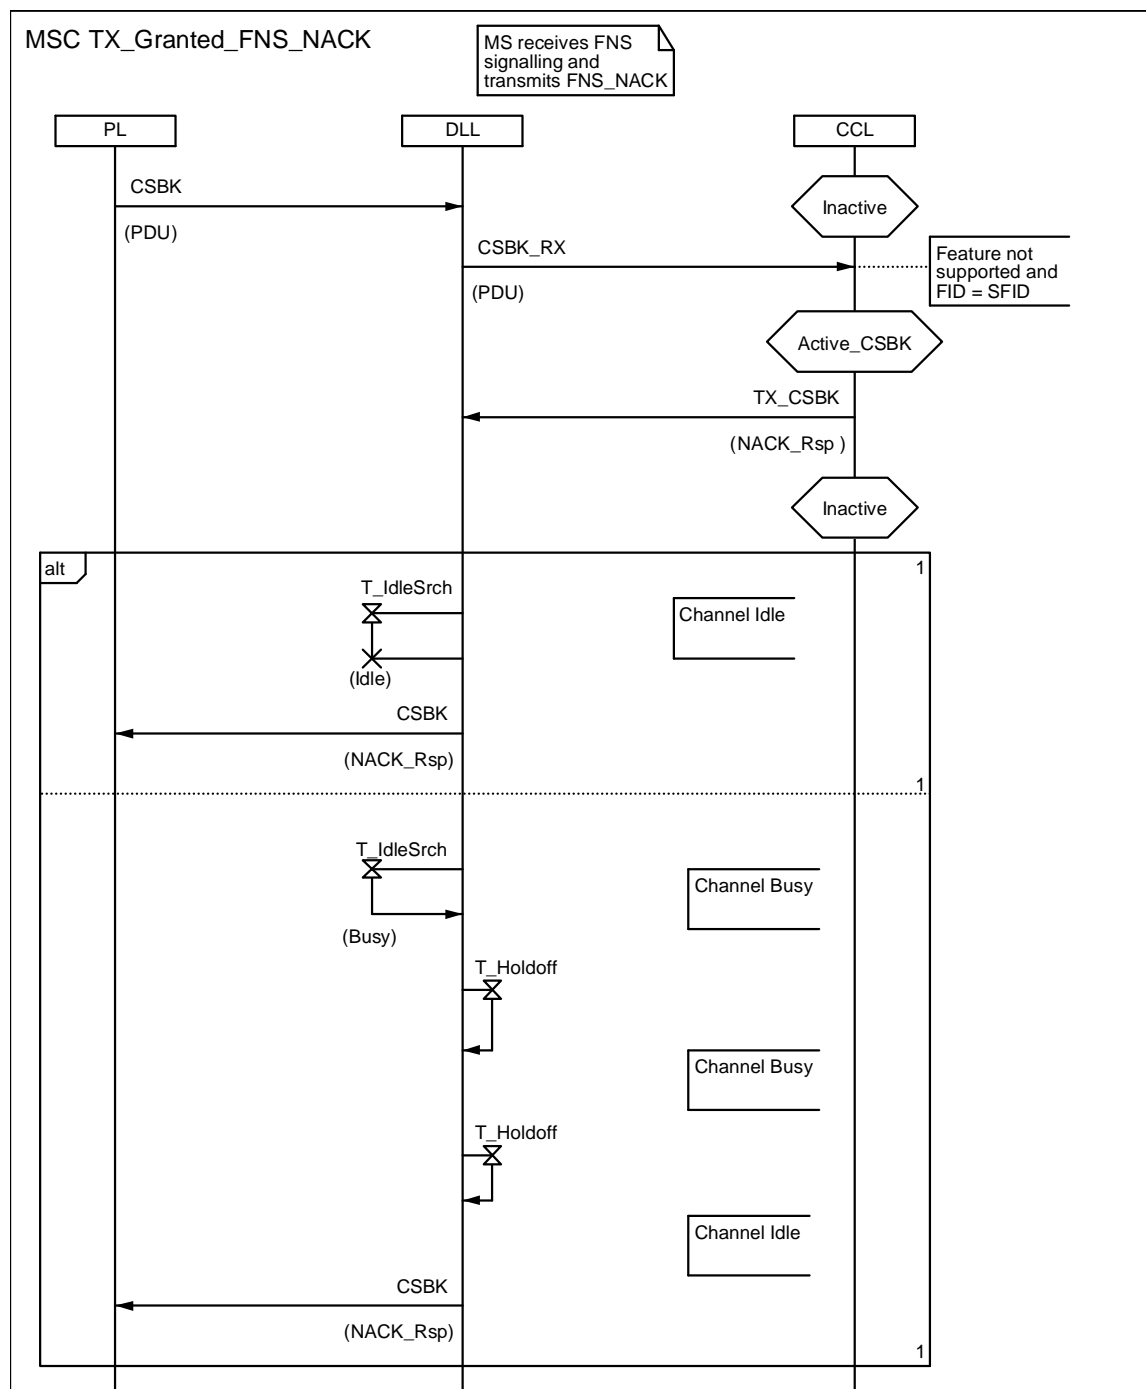 MSC TX_Granted_FNS_NACK
MS receives FNS
signalling and
transmits FNS_NACK
PL
DLL
CCL
CSBK
Inactive
(PDU)
CSBK_RX
Feature not
supported and
FID = SFID
(PDU)
Active_CSBK
TX_CSBK
(NACK_Rsp )
Inactive
alt
1
T_IdleSrch
Channel Idle
(Idle)
CSBK
(NACK_Rsp)
1
T_IdleSrch
Channel Busy
(Busy)
T_Holdoff
Channel Busy
T_Holdoff
Channel Idle
CSBK
(NACK_Rsp)
1